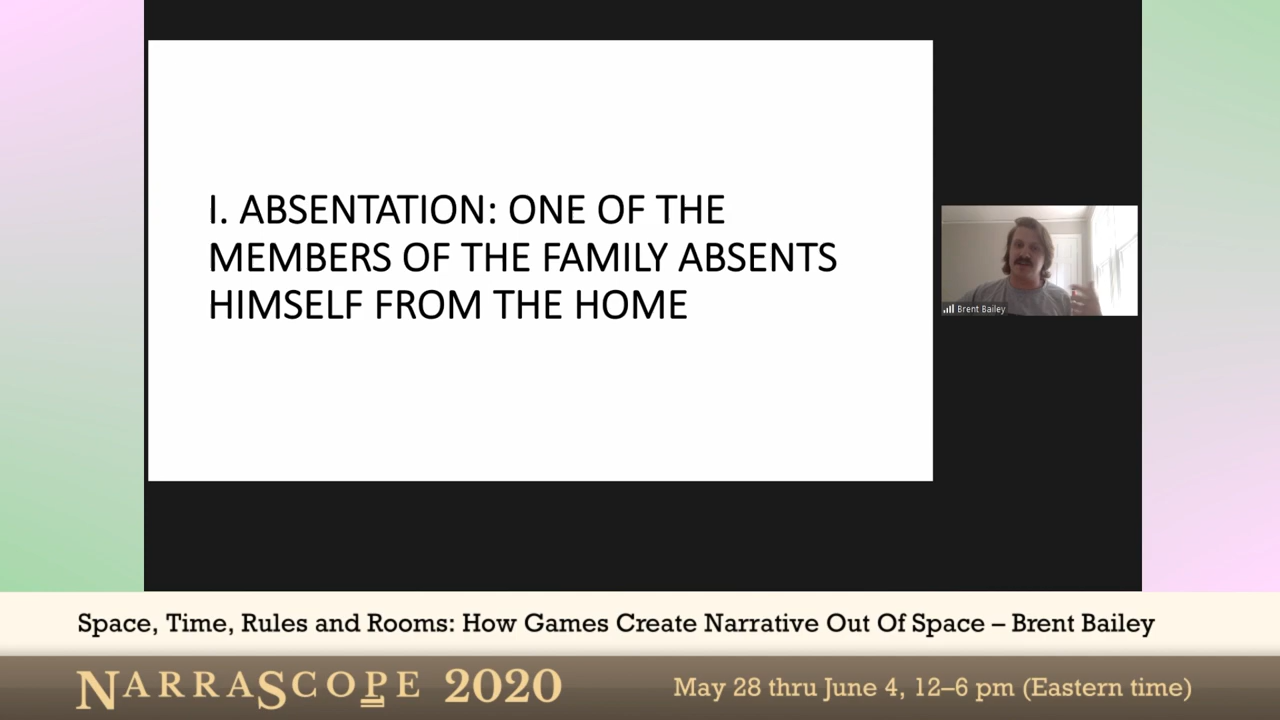 I. ABSENTATION: ONE OF THE
MEMBERS OF THE FAMILY ABSENTS
HIMSELF FROM THE HOME
Brent Bailey
Space, Time, Rules and Rooms: How Games Create Narrative Out Of Space – Brent Bailey
NARRASCOPE 2020
May 28 thru June 4, 12–6 pm (Eastern time)